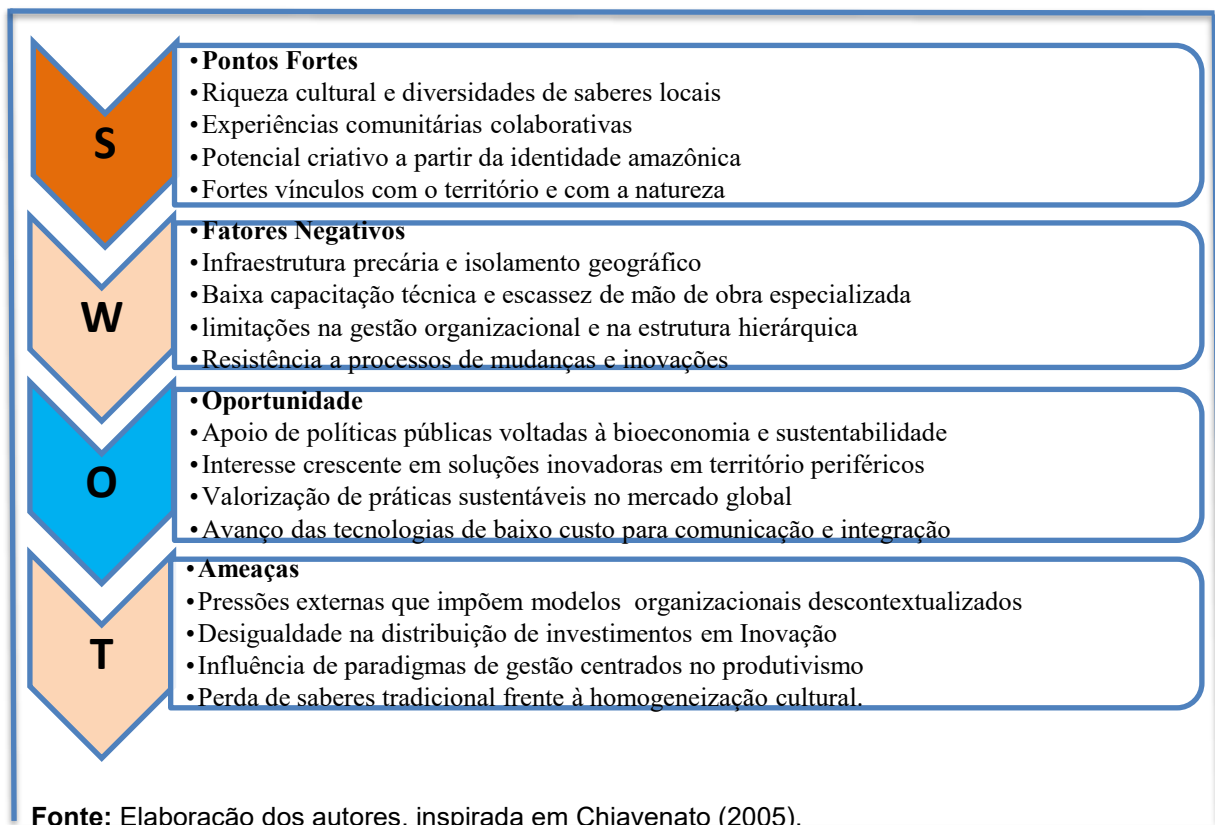 S
•Pontos Fortes
•Riqueza cultural e diversidades de saberes locais
•Experiências comunitárias colaborativas
•Potencial criativo a partir da identidade amazônica
•Fortes vínculos com o território e com a natureza
W
•Fatores Negativos
•Infraestrutura precária e isolamento geográfico
•Baixa capacitação técnica e escassez de mão de obra especializada
•limitações na gestão organizacional e na estrutura hierárquica
•Resistência a processos de mudanças e inovações
O
•Oportunidade
•Apoio de políticas públicas voltadas à bioeconomia e sustentabilidade
•Interesse crescente em soluções inovadoras em território periféricos
•Valorização de práticas sustentáveis no mercado global
•Avanço das tecnologias de baixo custo para comunicação e integração
T
•Ameaças
•Pressões externas que impõem modelos organizacionais descontextualizados
•Desigualdade na distribuição de investimentos em Inovação
•Influência de paradigmas de gestão centrados no produtivismo
•Perda de saberes tradicional frente à homogeneização cultural.
Fonte: Elaboração dos autores, inspirada em Chiavenato (2005).